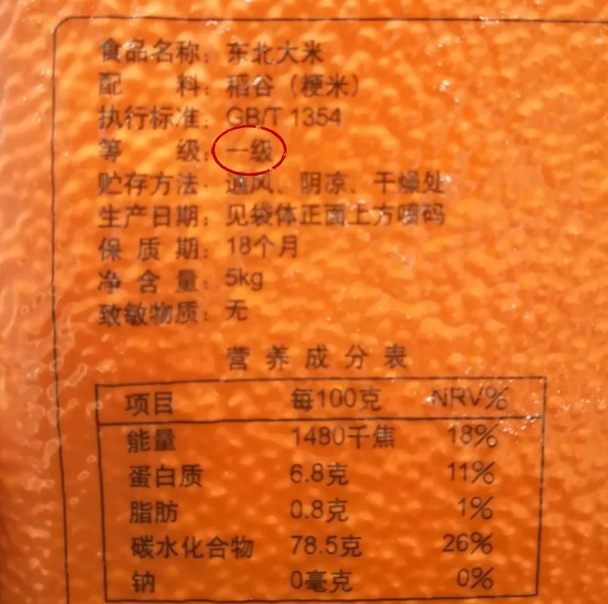 食品名称：东北大米
配 料：稻谷（粳米）
执行标准：GB/T 1354
等 级：一级
贮存方法：通风、阴凉、干燥处
生产日期：见袋体正面上方喷码
保 质 期：18个月
净 含 量：5kg
致敏物质：无
营养成分表
项目 每100克 NRV%
能量 1480千焦 18%
蛋白质 6.8克 11%
脂肪 0.8克 1%
碳水化合物 78.5克 26%
钠 0毫克 0%